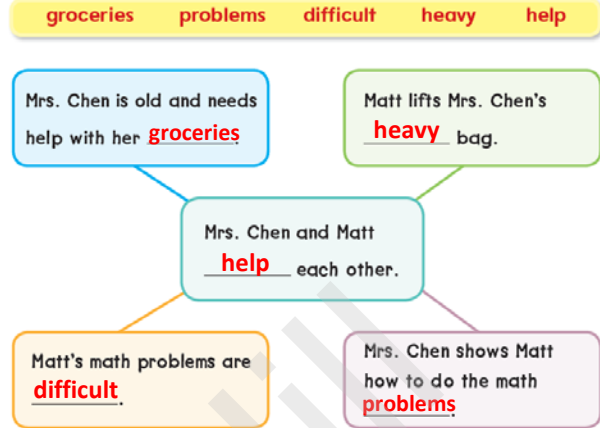 groceries problems difficult heavy help
Mrs. Chen is old and needs
help with her groceries.
Matt lifts Mrs. Chen's
heavy bag.
Mrs. Chen and Matt
help each other.
Matt's math problems are
difficult.
Mrs. Chen shows Matt
how to do the math
problems.